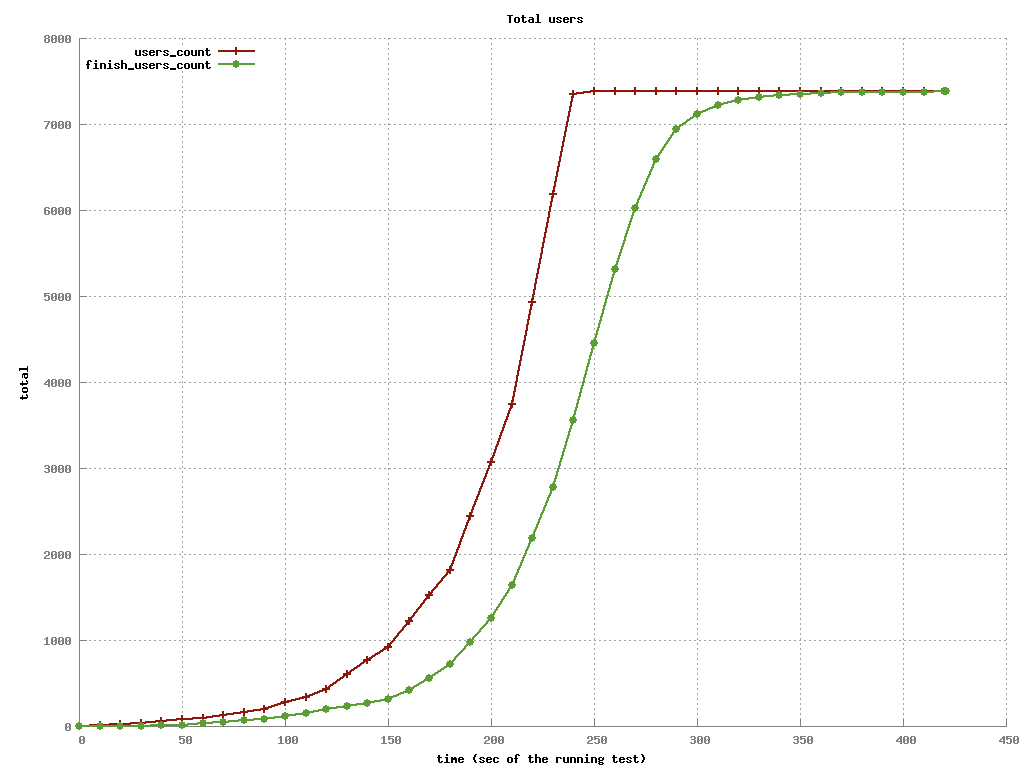 Total users
users_count
finish_users_count
8000
7000
6000
5000
4000
3000
2000
1000
0
total
0 50 100 150 200 250 300 350 400 450
time (sec of the running test)